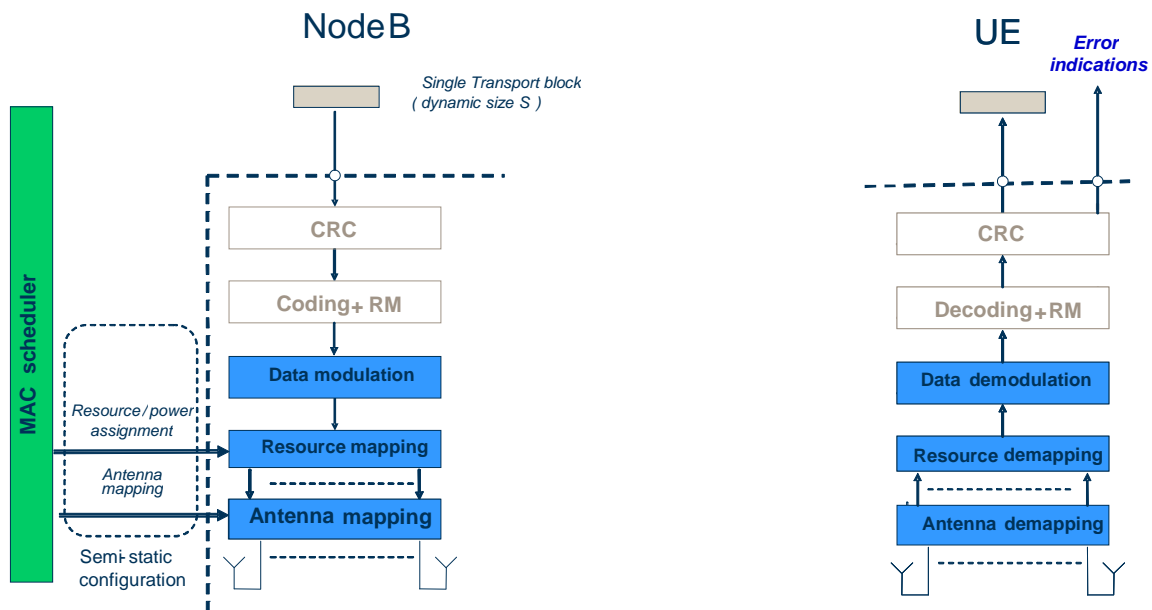 NodeB
UE
Error
indications
Single Transport block
( dynamic size S )
CRC
CRC
Coding+ RM
Decoding+RM
MAC scheduler
Data modulation
Data demodulation
Resource/power
assignment
Resource mapping
Resource demapping
Antenna
mapping
Antenna mapping
Antenna demapping
Semi-static
configuration